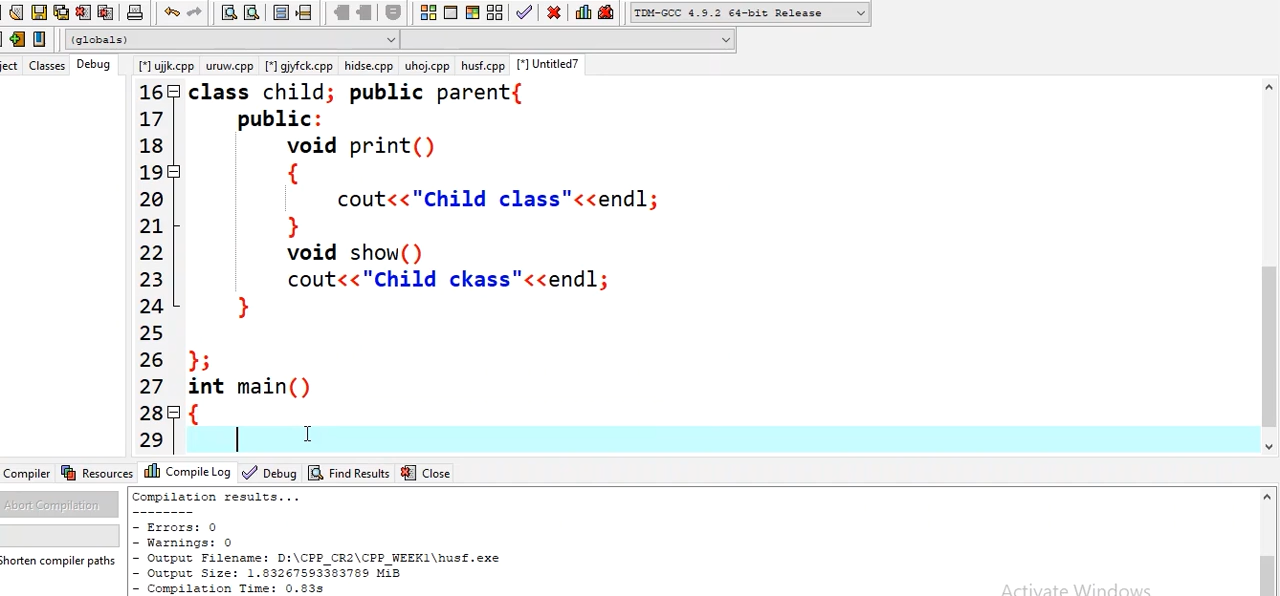 TDM-GCC 4.9.2 64-bit Release
(globals)
ject Classes Debug [*] ujjk.cpp uruw.cpp [*] gjyfck.cpp hidse.cpp uhoj.cpp husf.cpp [*] Untitled7
16 class child; public parent{
17 public:
18 void print()
19 {
20 cout<<"Child class"<<endl;
21 }
22 void show()
23 cout<<"Child ckass"<<endl;
24 }
25
26 };
27 int main()
28 {
29
Compiler Resources Compile Log Debug Find Results Close
Abort Compilation
Shorten compiler paths
Compilation results...
--------
- Errors: 0
- Warnings: 0
- Output Filename: D:\CPP_CR2\CPP_WEEK1\husf.exe
- Output Size: 1.83267593383789 MiB
- Compilation Time: 0.83s
Activate Windows